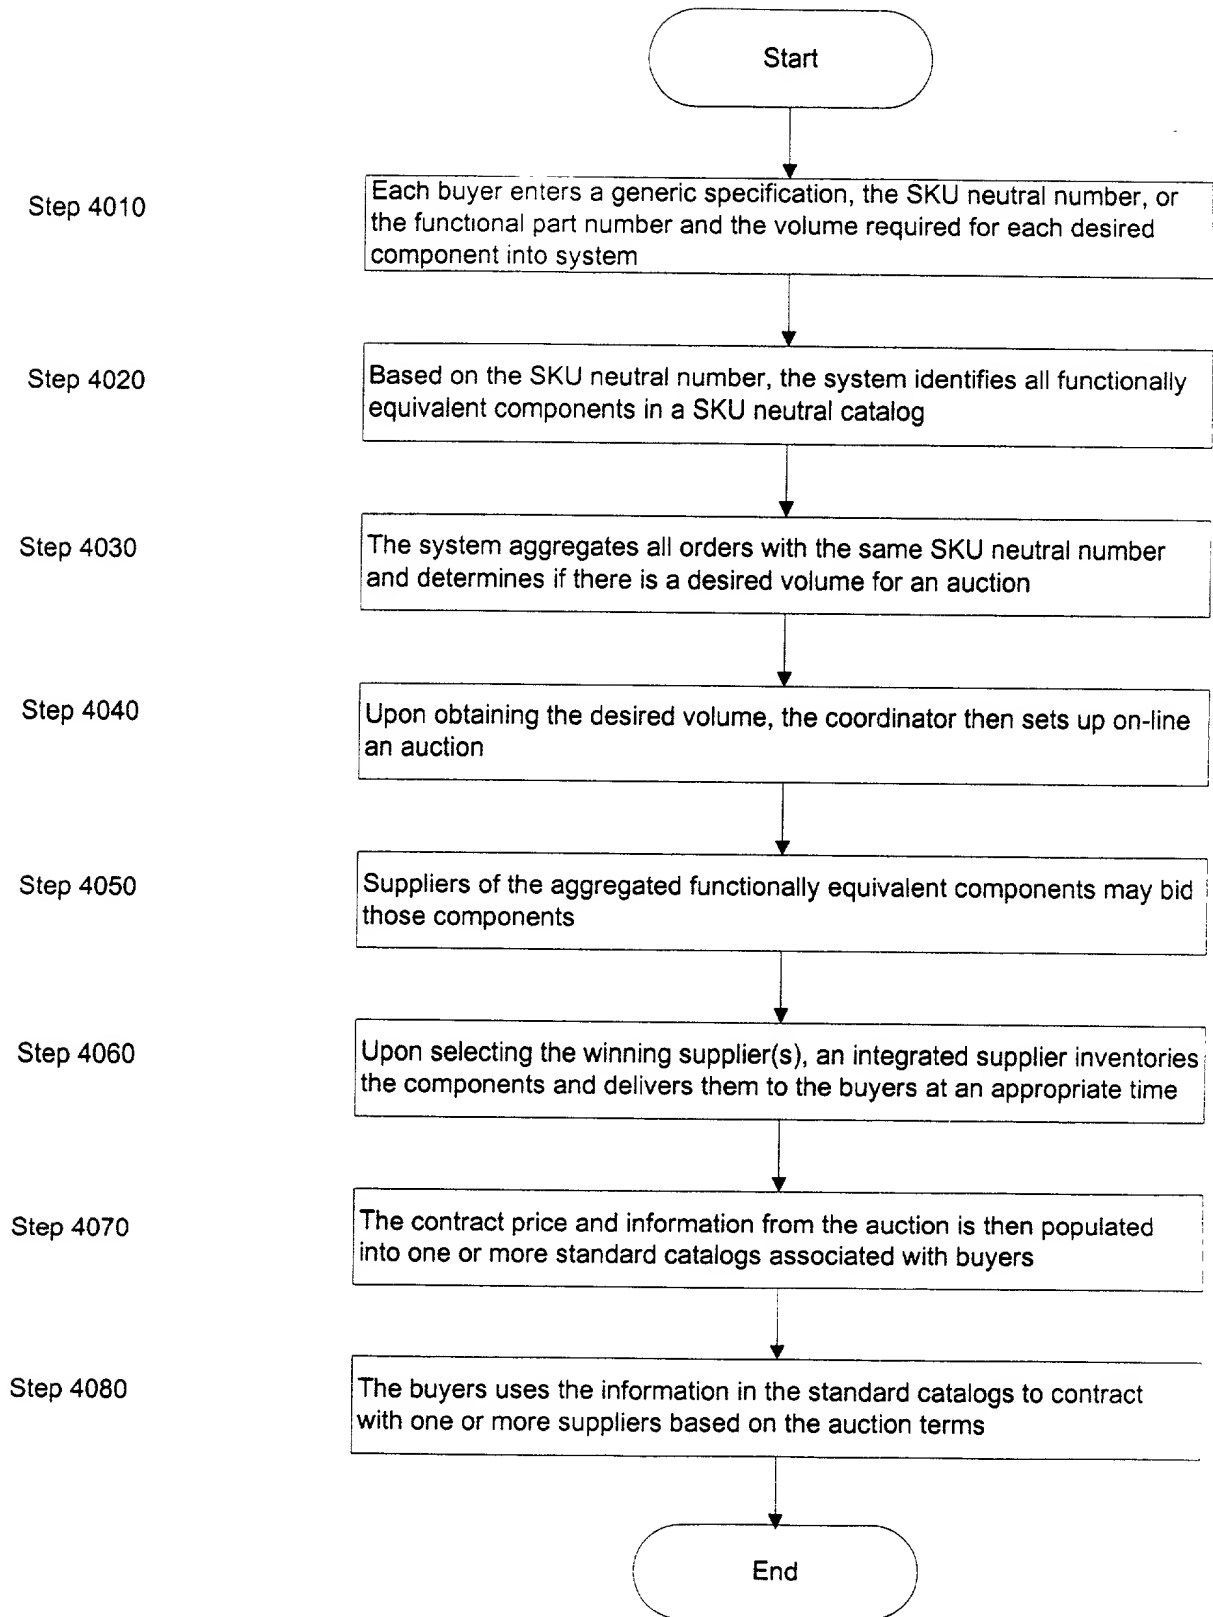 Start
Step 4010
Each buyer enters a generic specification, the SKU neutral number, or
the functional part number and the volume required for each desired
component into system
Step 4020
Based on the SKU neutral number, the system identifies all functionally
equivalent components in a SKU neutral catalog
Step 4030
The system aggregates all orders with the same SKU neutral number
and determines if there is a desired volume for an auction
Step 4040
Upon obtaining the desired volume, the coordinator then sets up on-line
an auction
Step 4050
Suppliers of the aggregated functionally equivalent components may bid
those components
Step 4060
Upon selecting the winning supplier(s), an integrated supplier inventories
the components and delivers them to the buyers at an appropriate time
Step 4070
The contract price and information from the auction is then populated
into one or more standard catalogs associated with buyers
Step 4080
The buyers uses the information in the standard catalogs to contract
with one or more suppliers based on the auction terms
End